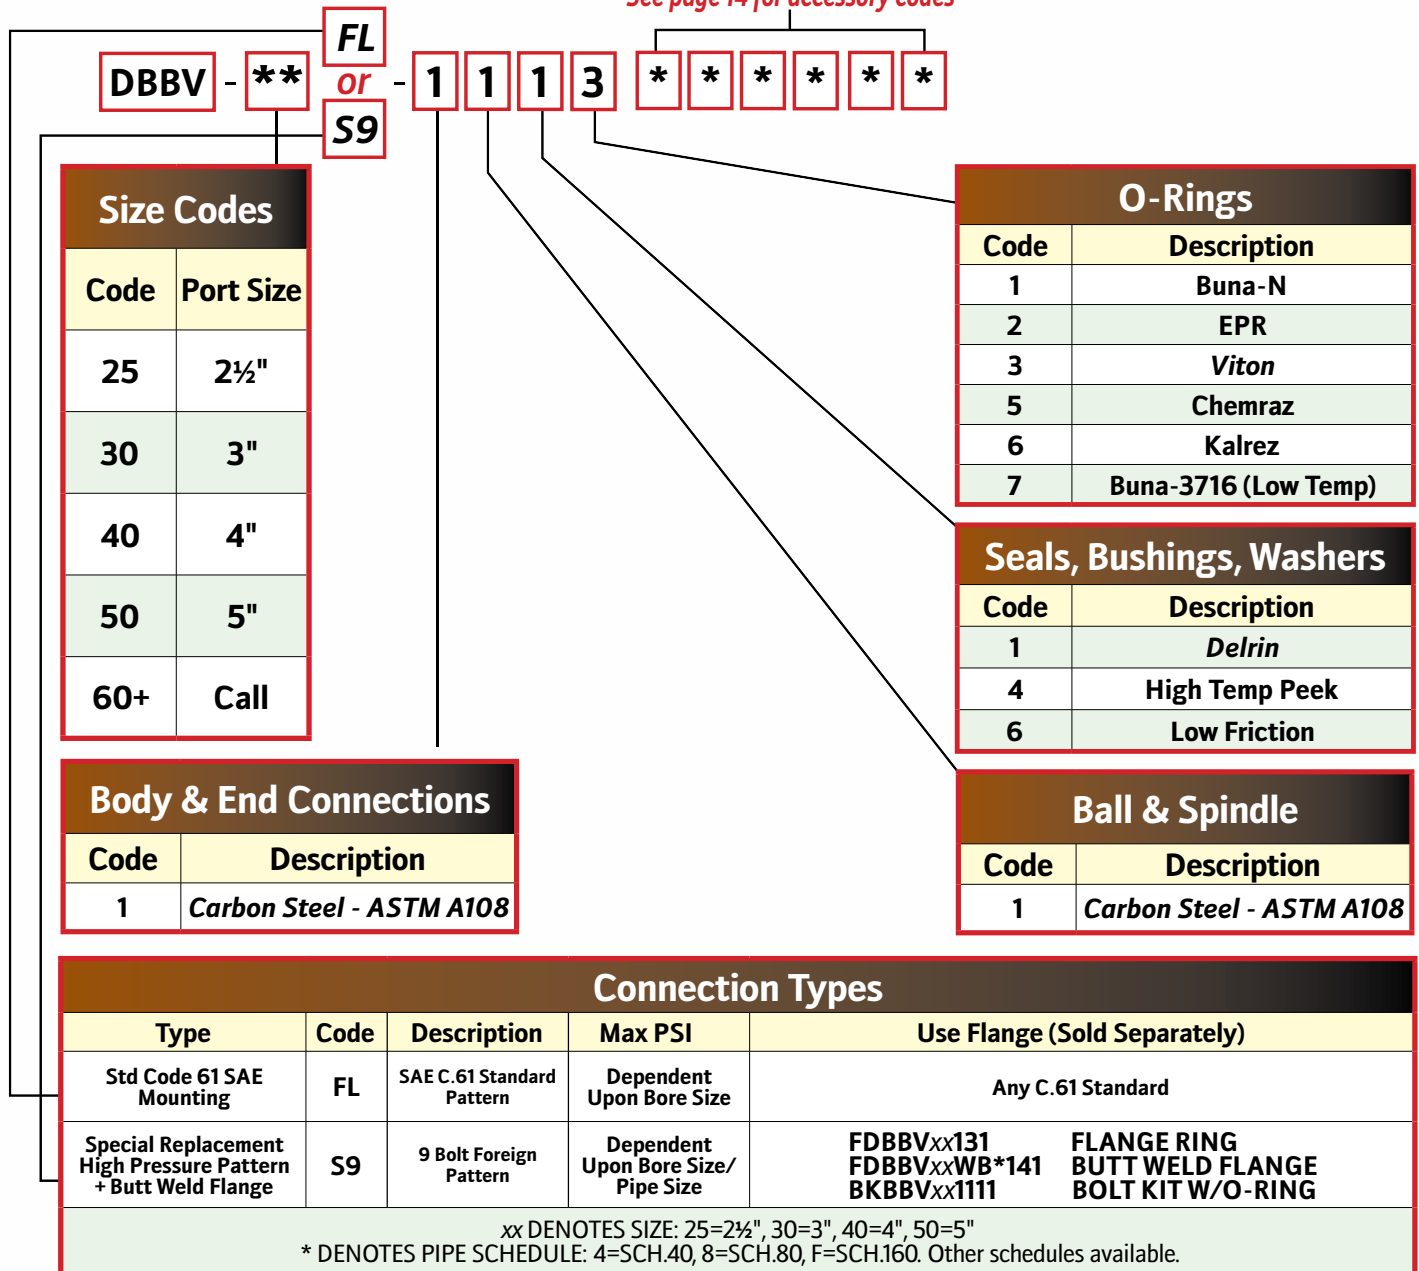 See page 14 for accessory codes
FL
DBBV - ** or - 1 1 1 3 * * * * * *
S9
Size Codes
Code Port Size
25 2½"
30 3"
40 4"
50 5"
60+ Call
O-Rings
Code Description
1 Buna-N
2 EPR
3 Viton
5 Chemraz
6 Kalrez
7 Buna-3716 (Low Temp)
Seals, Bushings, Washers
Code Description
1 Delrin
4 High Temp Peek
6 Low Friction
Body & End Connections
Code Description
1 Carbon Steel - ASTM A108
Ball & Spindle
Code Description
1 Carbon Steel - ASTM A108
Connection Types
Type Code Description Max PSI Use Flange (Sold Separately)
Std Code 61 SAE
Mounting
FL
SAE C.61 Standard
Pattern
Dependent
Upon Bore Size
Any C.61 Standard
Special Replacement
High Pressure Pattern
+ Butt Weld Flange
S9
9 Bolt Foreign
Pattern
Dependent
Upon Bore Size/
Pipe Size
FDBBVxx131 FLANGE RING
FDBBVxxWB*141 BUTT WELD FLANGE
BKBBVxx1111 BOLT KIT W/O-RING
xx DENOTES SIZE: 25=2½", 30=3", 40=4", 50=5"
* DENOTES PIPE SCHEDULE: 4=SCH.40, 8=SCH.80, F=SCH.160. Other schedules available.